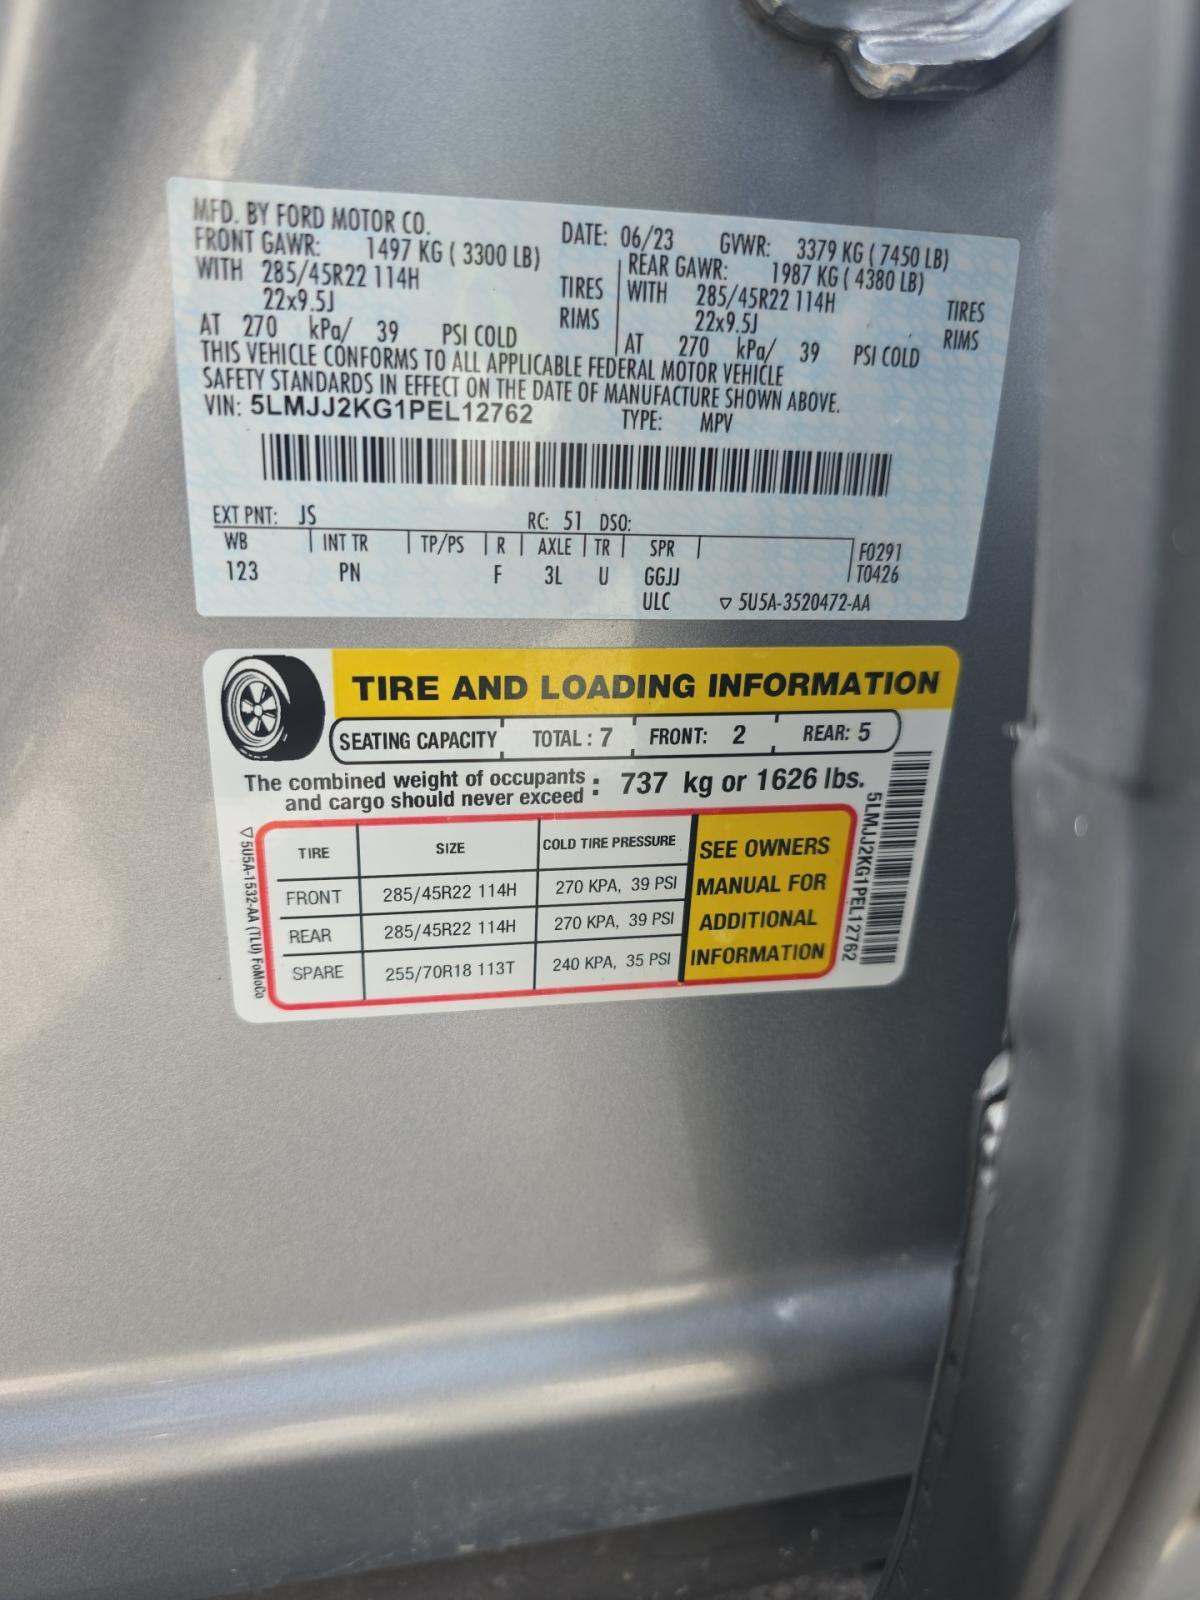 MFD. BY FORD MOTOR CO.
DATE: 06/23 GVWR: 3379 KG ( 7450 LB)
FRONT GAWR: 1497 KG ( 3300 LB)
WITH 285/45R22 114H TIRES
22x9.5J RIMS
AT 270 kPa/ 39 PSI COLD
REAR GAWR: 1987 KG ( 4380 LB)
WITH 285/45R22 114H TIRES
22x9.5J RIMS
AT 270 kPa/ 39 PSI COLD
THIS VEHICLE CONFORMS TO ALL APPLICABLE FEDERAL MOTOR VEHICLE
SAFETY STANDARDS IN EFFECT ON THE DATE OF MANUFACTURE SHOWN ABOVE.
VIN: 5LMJJ2KG1PEL12762 TYPE: MPV
EXT PNT: JS RC: 51 DSO:
WB INT TR TP/PS R AXLE TR SPR F0291
123 PN F 3L U GGJJ T0426
ULC ▽ 5U5A-3520472-AA
TIRE AND LOADING INFORMATION
SEATING CAPACITY TOTAL : 7 FRONT: 2 REAR: 5
The combined weight of occupants
and cargo should never exceed : 737 kg or 1626 lbs.
TIRE SIZE COLD TIRE PRESSURE
FRONT 285/45R22 114H 270 KPA, 39 PSI
REAR 285/45R22 114H 270 KPA, 39 PSI
SPARE 255/70R18 113T 240 KPA, 35 PSI
SEE OWNERS
MANUAL FOR
ADDITIONAL
INFORMATION
▽5U5A-1532-AA (TLU) FoMoCo
5LMJJ2KG1PEL12762